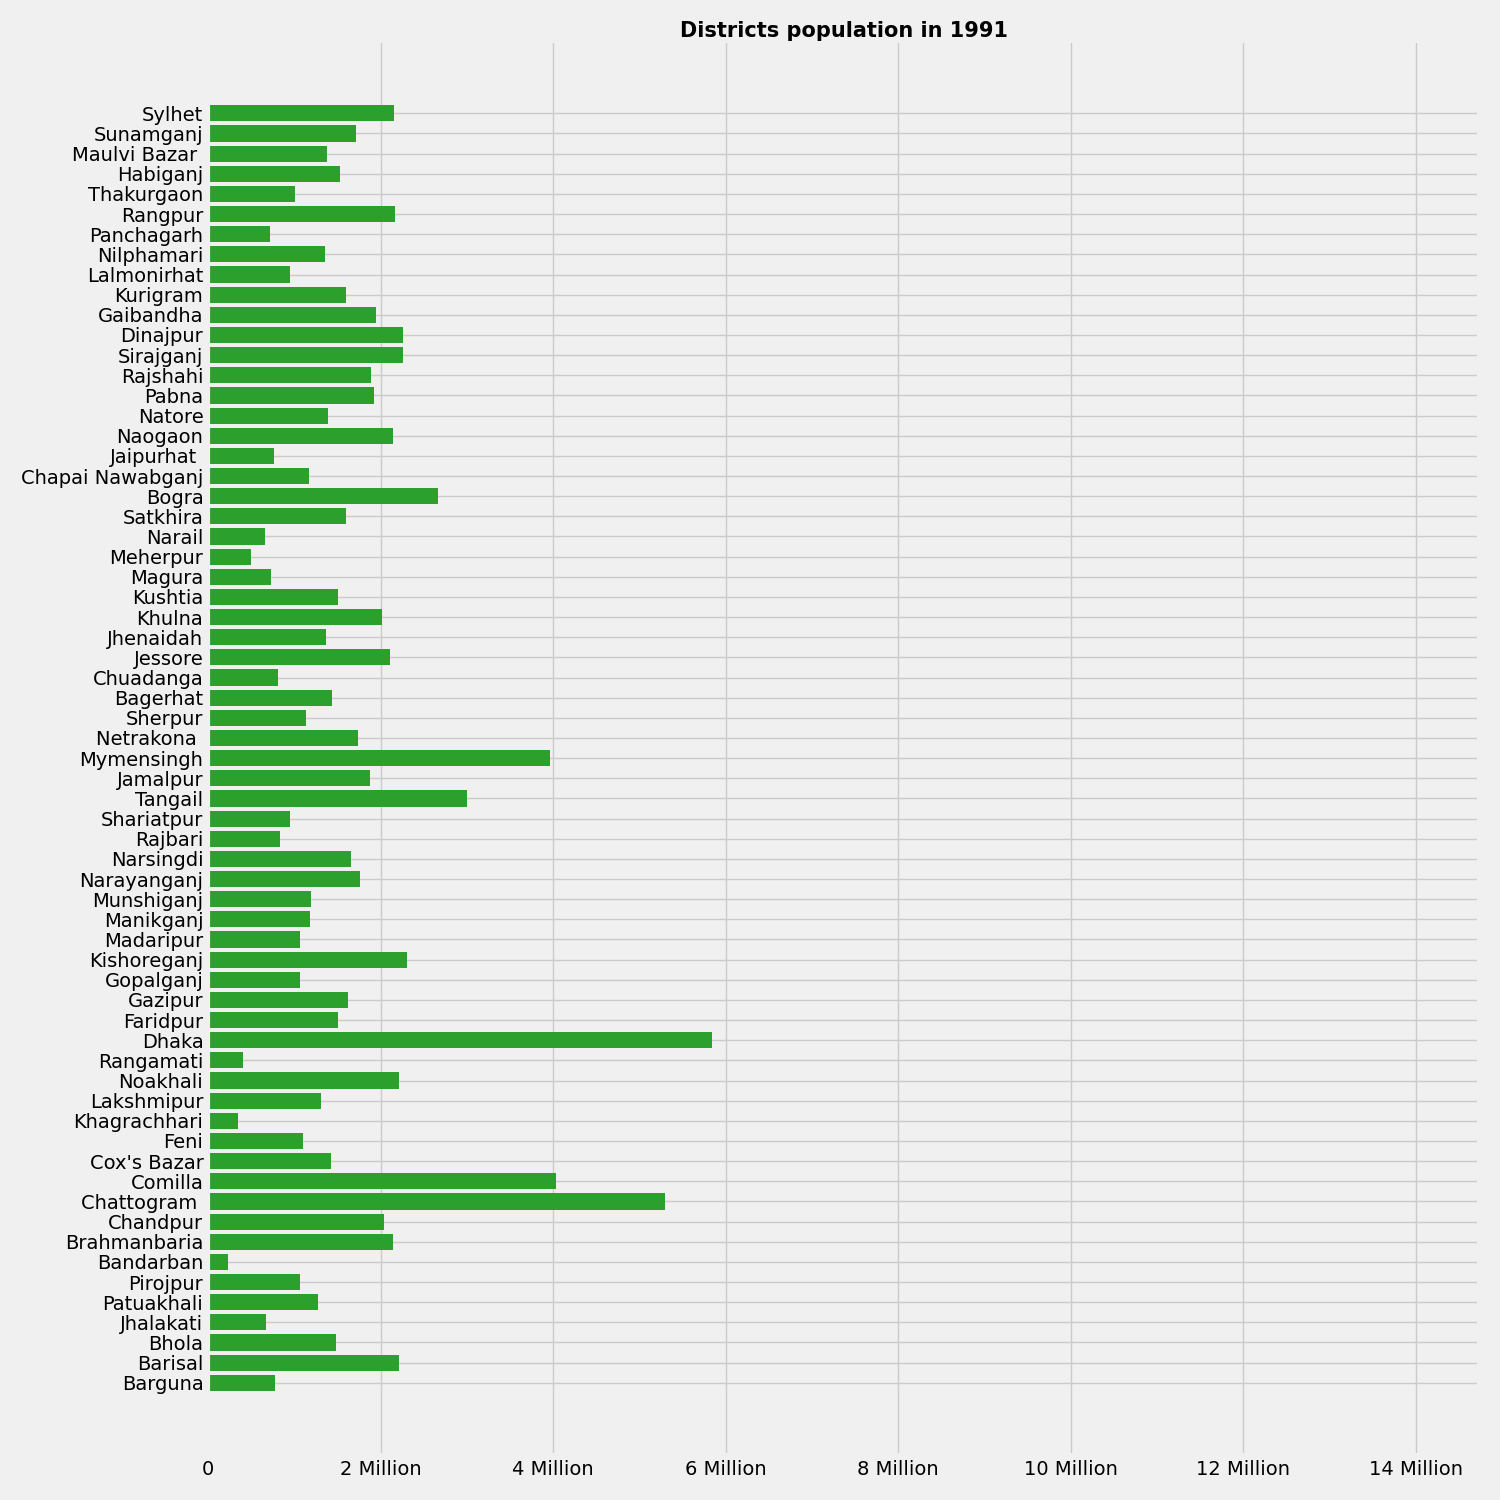 Districts population in 1991
Sylhet
Sunamganj
Maulvi Bazar
Habiganj
Thakurgaon
Rangpur
Panchagarh
Nilphamari
Lalmonirhat
Kurigram
Gaibandha
Dinajpur
Sirajganj
Rajshahi
Pabna
Natore
Naogaon
Jaipurhat
Chapai Nawabganj
Bogra
Satkhira
Narail
Meherpur
Magura
Kushtia
Khulna
Jhenaidah
Jessore
Chuadanga
Bagerhat
Sherpur
Netrakona
Mymensingh
Jamalpur
Tangail
Shariatpur
Rajbari
Narsingdi
Narayanganj
Munshiganj
Manikganj
Madaripur
Kishoreganj
Gopalganj
Gazipur
Faridpur
Dhaka
Rangamati
Noakhali
Lakshmipur
Khagrachhari
Feni
Cox's Bazar
Comilla
Chattogram
Chandpur
Brahmanbaria
Bandarban
Pirojpur
Patuakhali
Jhalakati
Bhola
Barisal
Barguna
0 2 Million 4 Million 6 Million 8 Million 10 Million 12 Million 14 Million